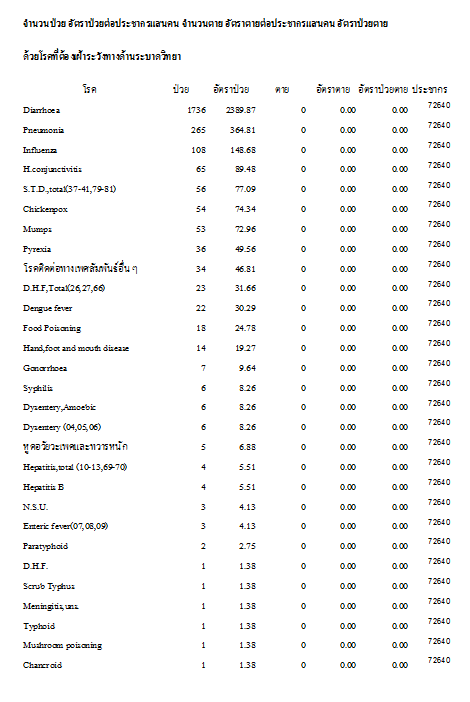 จำนวนป่วย อัตราป่วยต่อประชากรแสนคน จำนวนตาย อัตราตายต่อประชากรแสนคน อัตราป่วยตาย
ด้วยโรคที่ต้องเฝ้าระวังทางด้านระบาดวิทยา
โรค ป่วย อัตราป่วย ตาย อัตราตาย อัตราป่วยตาย ประชากร
Diarrhoea 1736 2389.87 0 0.00 0.00 72640
Pneumonia 265 364.81 0 0.00 0.00 72640
Influenza 108 148.68 0 0.00 0.00 72640
H.conjunctivitis 65 89.48 0 0.00 0.00 72640
S.T.D.,total(37-41,79-81) 56 77.09 0 0.00 0.00 72640
Chickenpox 54 74.34 0 0.00 0.00 72640
Mumps 53 72.96 0 0.00 0.00 72640
Pyrexia 36 49.56 0 0.00 0.00 72640
โรคติดต่อทางเพศสัมพันธ์อื่น ๆ 34 46.81 0 0.00 0.00 72640
D.H.F,Total(26,27,66) 23 31.66 0 0.00 0.00 72640
Dengue fever 22 30.29 0 0.00 0.00 72640
Food Poisoning 18 24.78 0 0.00 0.00 72640
Hand,foot and mouth disease 14 19.27 0 0.00 0.00 72640
Gonorrhoea 7 9.64 0 0.00 0.00 72640
Syphilis 6 8.26 0 0.00 0.00 72640
Dysentery,Amoebic 6 8.26 0 0.00 0.00 72640
Dysentery (04,05,06) 6 8.26 0 0.00 0.00 72640
หูดอวัยวะเพศและทวารหนัก 5 6.88 0 0.00 0.00 72640
Hepatitis,total (10-13,69-70) 4 5.51 0 0.00 0.00 72640
Hepatitis B 4 5.51 0 0.00 0.00 72640
N.S.U. 3 4.13 0 0.00 0.00 72640
Enteric fever(07,08,09) 3 4.13 0 0.00 0.00 72640
Paratyphoid 2 2.75 0 0.00 0.00 72640
D.H.F. 1 1.38 0 0.00 0.00 72640
Scrub Typhus 1 1.38 0 0.00 0.00 72640
Meningitis,uns. 1 1.38 0 0.00 0.00 72640
Typhoid 1 1.38 0 0.00 0.00 72640
Mushroom poisoning 1 1.38 0 0.00 0.00 72640
Chancroid 1 1.38 0 0.00 0.00 72640